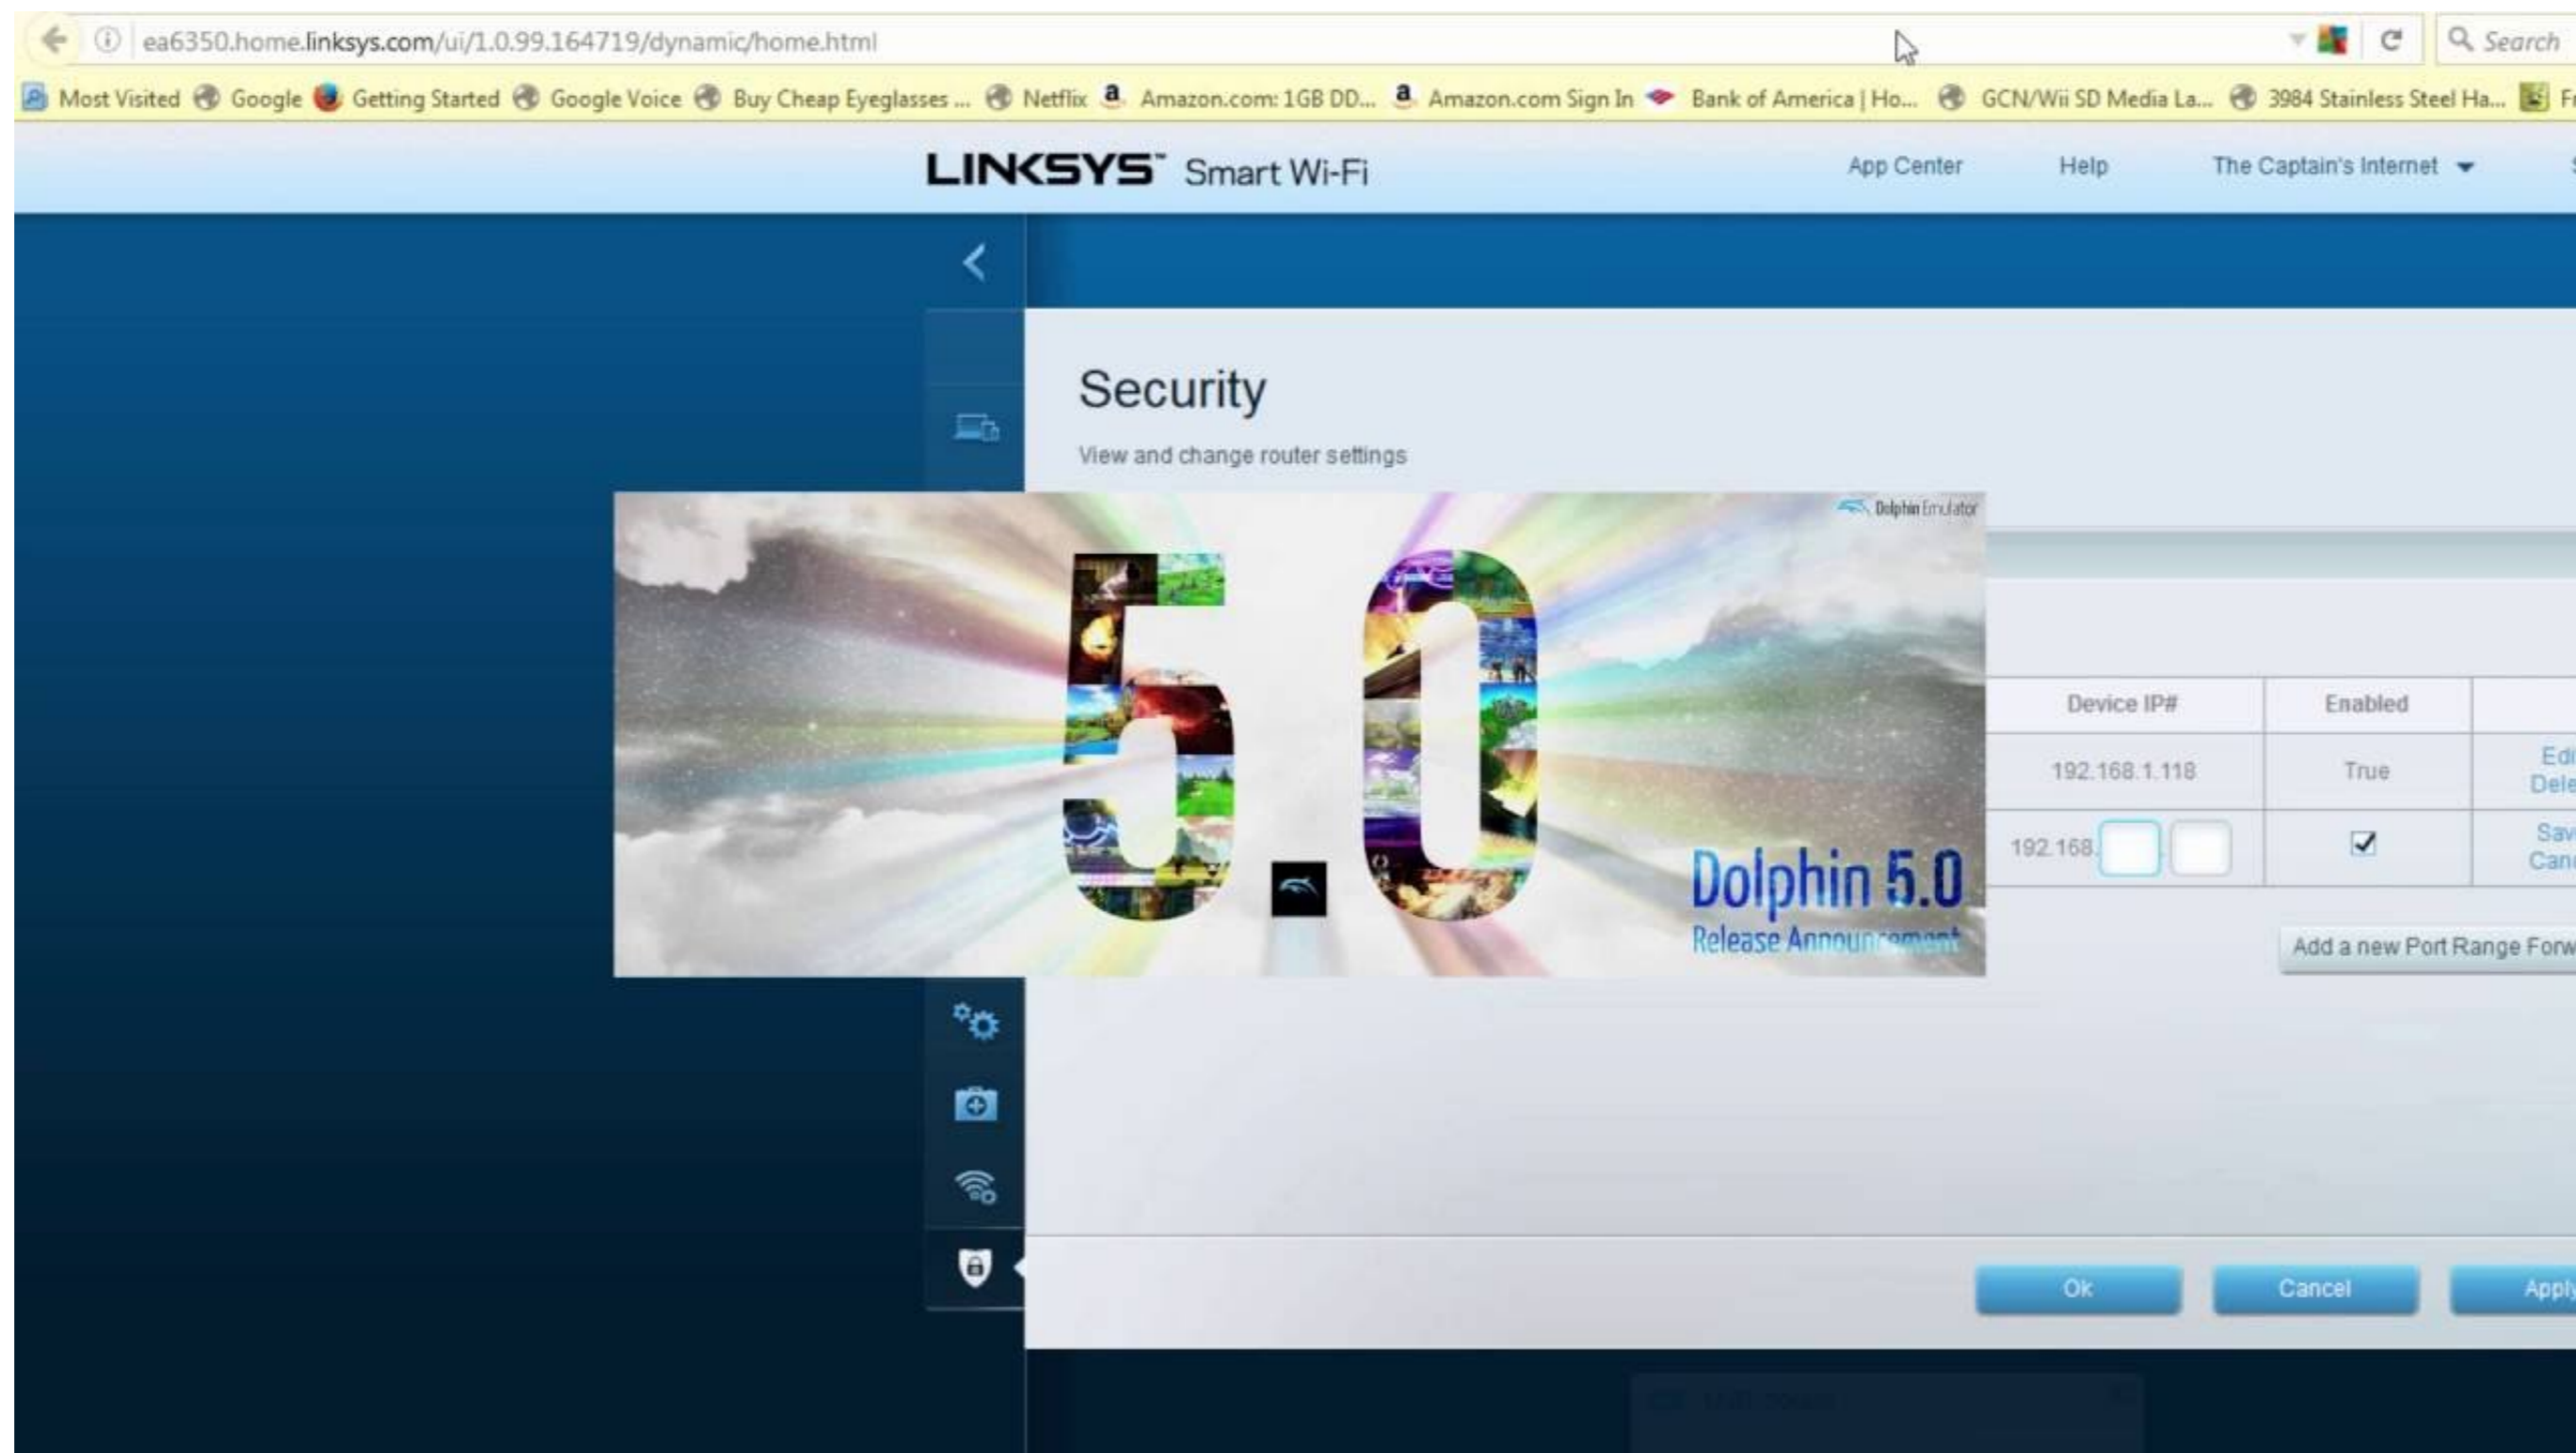 ea6350.home.linksys.com/ui/1.0.99.164719/dynamic/home.html
Search
Most Visited Google Getting Started Google Voice Buy Cheap Eyeglasses ... Netflix Amazon.com: 1GB DD... Amazon.com Sign In Bank of America | Ho... GCN/Wii SD Media La... 3984 Stainless Steel Ha...
LINKSYS™ Smart Wi-Fi
App Center Help The Captain's Internet
Security
View and change router settings
Dolphin Emulator
5.0
Device IP# Enabled
192.168.1.118 True
192.168.
Dolphin 5.0
Release Announcement
Add a new Port Range
Ok Cancel Apply